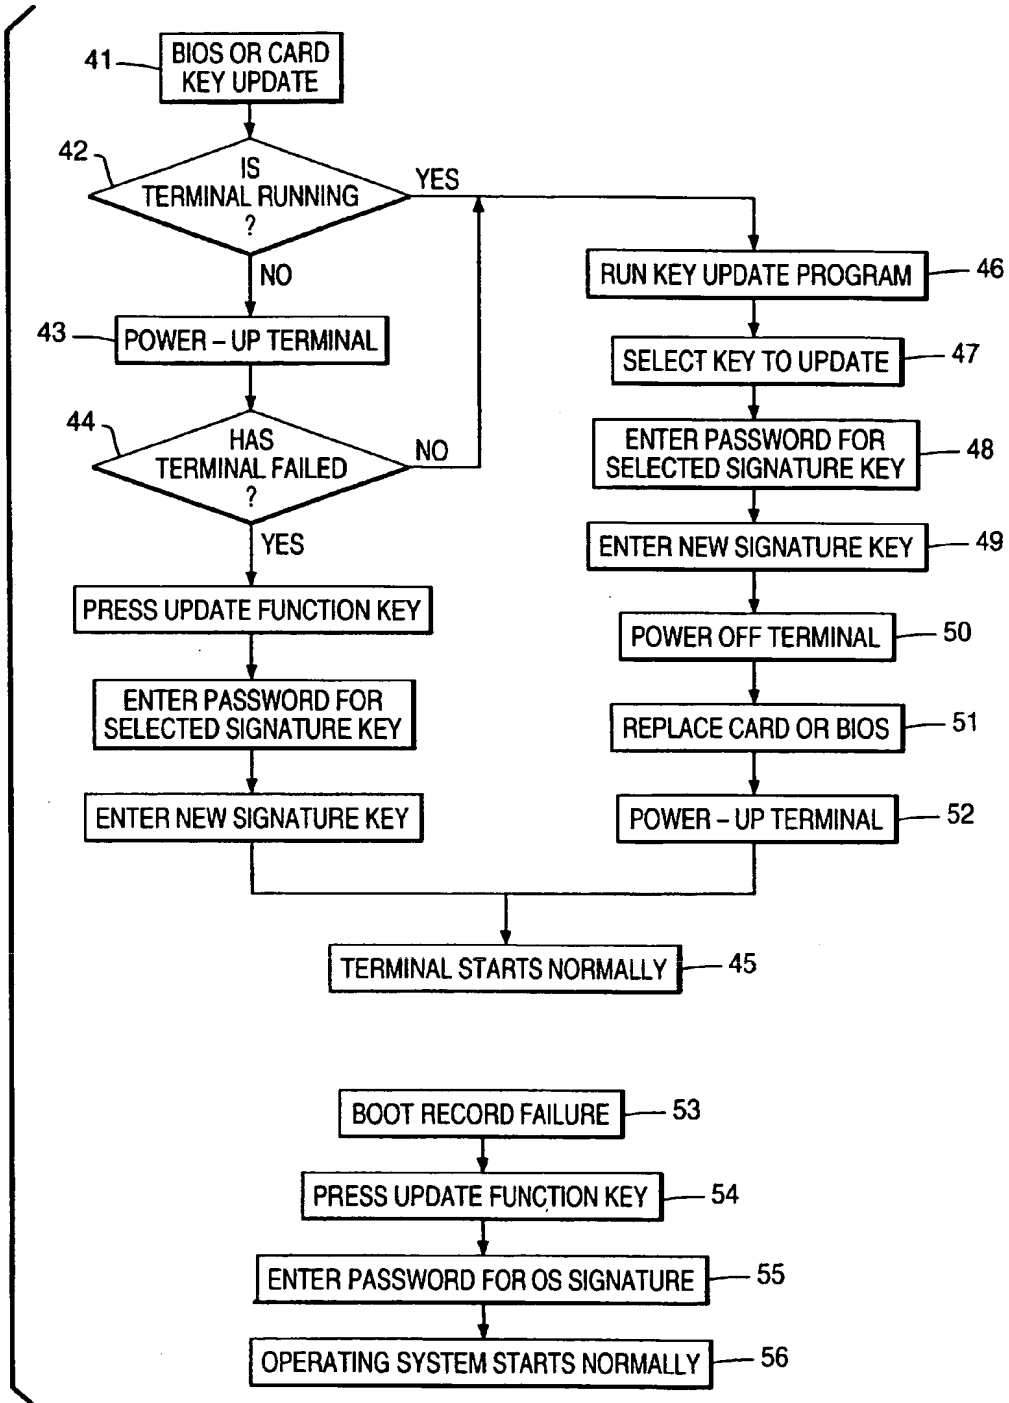 41
BIOS OR CARD
KEY UPDATE
42
IS
TERMINAL RUNNING
?
YES
NO
43
POWER – UP TERMINAL
44
HAS
TERMINAL FAILED
?
NO
YES
PRESS UPDATE FUNCTION KEY
ENTER PASSWORD FOR
SELECTED SIGNATURE KEY
ENTER NEW SIGNATURE KEY
RUN KEY UPDATE PROGRAM
46
SELECT KEY TO UPDATE
47
ENTER PASSWORD FOR
SELECTED SIGNATURE KEY
48
ENTER NEW SIGNATURE KEY
49
POWER OFF TERMINAL
50
REPLACE CARD OR BIOS
51
POWER – UP TERMINAL
52
TERMINAL STARTS NORMALLY
45
BOOT RECORD FAILURE
53
PRESS UPDATE FUNCTION KEY
54
ENTER PASSWORD FOR OS SIGNATURE
55
OPERATING SYSTEM STARTS NORMALLY
56